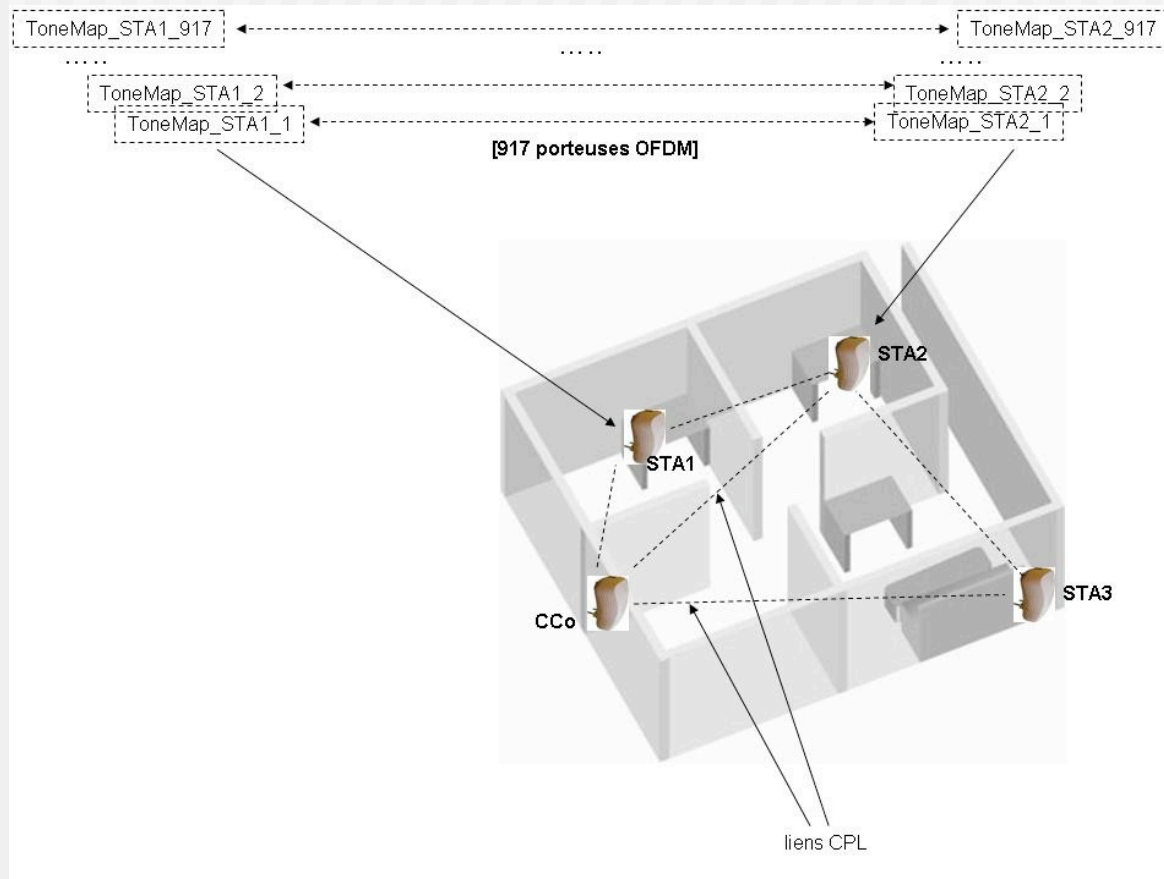 ToneMap_STA1_917
ToneMap_STA2_917
.....
.....
.....
ToneMap_STA1_2
ToneMap_STA2_2
ToneMap_STA1_1
ToneMap_STA2_1
[917 porteuses OFDM]
STA2
STA1
STA3
CCo
liens CPL